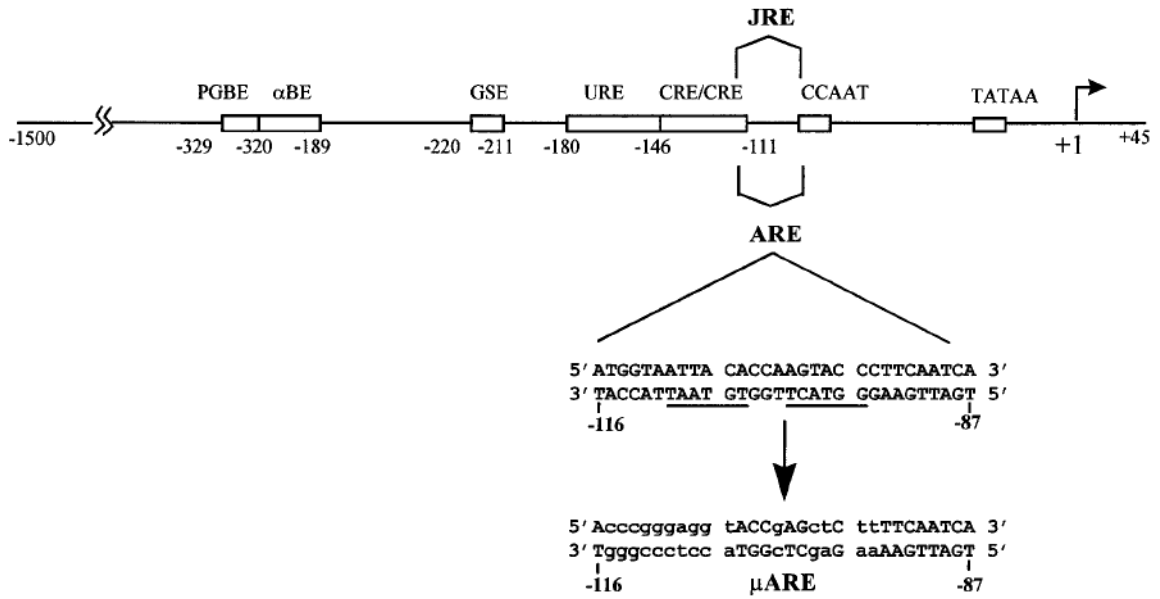 JRE
PGBE αBE GSE URE CRE/CRE CCAAT TATAA
-1500 -329 -320 -189 -220 -211 -180 -146 -111 +1 +45
ARE
5′ATGGTAATTA CACCAAGTAC CCTTCAATCA 3′
3′TACCATTAAT GTGGTTCATG GGAAGTTAGT 5′
-116 -87
5′Acccgggagg tACCgAGctC ttTTCAATCA 3′
3′Tgggccctcc aTGGcTCgaG aaAAGTTAGT 5′
-116 μARE -87